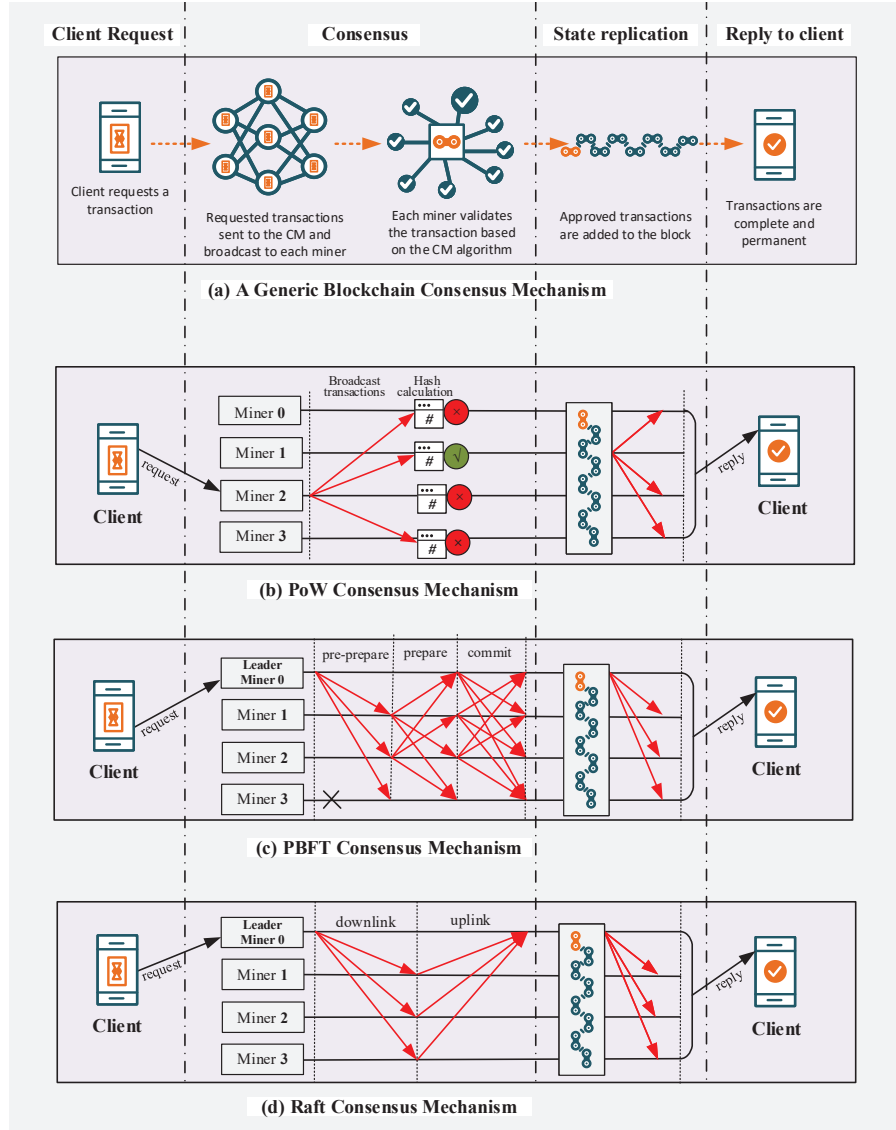 Client Request
Consensus
State replication
Reply to client
Client requests a
transaction
Requested transactions
sent to the CM and
broadcast to each miner
Each miner validates
the transaction based
on the CM algorithm
Approved transactions
are added to the block
Transactions are
complete and
permanent
(a) A Generic Blockchain Consensus Mechanism
Broadcast
transactions
Hash
calculation
Miner 0
# ×
Miner 1
# √
Miner 2
# ×
Miner 3
# ×
request
reply
Client
Client
(b) PoW Consensus Mechanism
pre-prepare
prepare
commit
Leader
Miner 0
Miner 1
Miner 2
Miner 3
request
reply
Client
Client
(c) PBFT Consensus Mechanism
downlink
uplink
Leader
Miner 0
Miner 1
Miner 2
Miner 3
request
reply
Client
Client
(d) Raft Consensus Mechanism